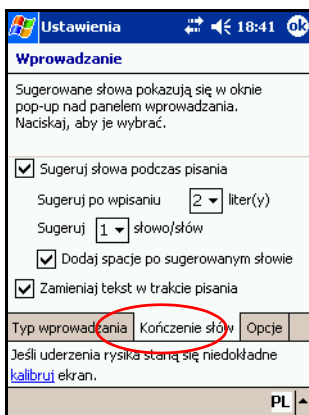 Ustawienia 18:41 ok
Wprowadzanie
Sugerowane słowa pokazują się w oknie
pop-up nad panelem wprowadzania.
Naciskaj, aby je wybrać.
Sugeruj słowa podczas pisania
Sugeruj po wpisaniu 2 liter(y)
Sugeruj 1 słowo/słów
Dodaj spacje po sugerowanym słowie
Zamieniaj tekst w trakcie pisania
Typ wprowadzania Kończenie słów Opcje
Jeśli uderzenia rysika staną się niedokładne
kalibruj ekran.
PL